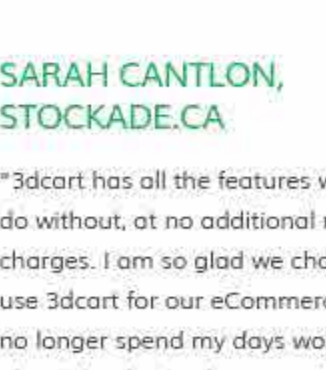 SARAH CANTLON,
STOCKADE.CA
"3dcart has all the features
do without, at no additional
charges. I am so glad we
use 3dcart for our
no longer spend my days